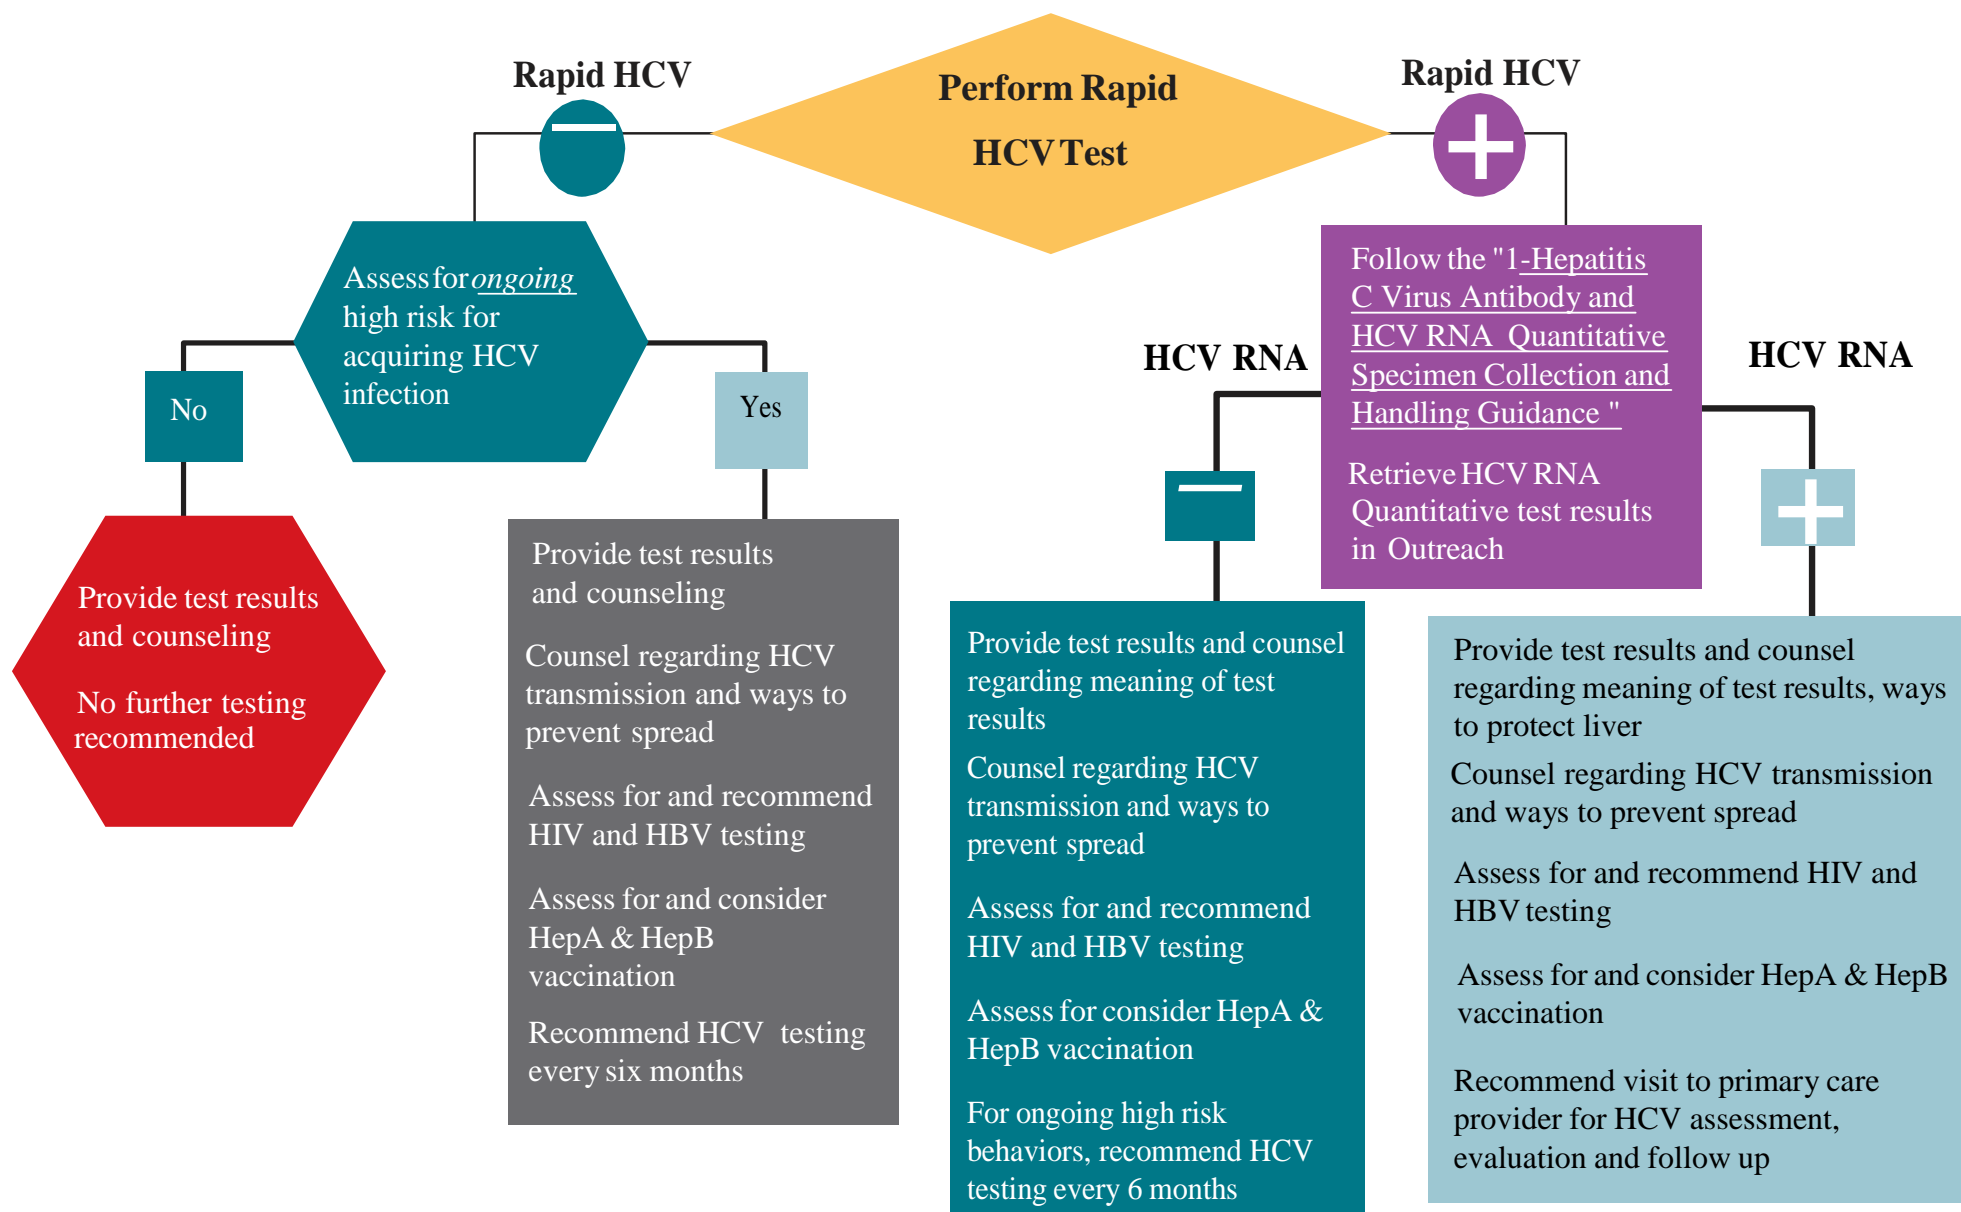 Rapid HCV
Perform Rapid
HCV Test
Rapid HCV
Assess for ongoing
high risk for
acquiring HCV
infection
No
Yes
Provide test results
and counseling
No further testing
recommended
Provide test results
and counseling
Counsel regarding HCV
transmission and ways to
prevent spread
Assess for and recommend
HIV and HBV testing
Assess for and consider
HepA & HepB
vaccination
Recommend HCV testing
every six months
Follow the "1-Hepatitis
C Virus Antibody and
HCV RNA Quantitative
Specimen Collection and
Handling Guidance "
Retrieve HCV RNA
Quantitative test results
in Outreach
HCV RNA
HCV RNA
Provide test results and counsel
regarding meaning of test
results
Counsel regarding HCV
transmission and ways to
prevent spread
Assess for and recommend
HIV and HBV testing
Assess for consider HepA &
HepB vaccination
For ongoing high risk
behaviors, recommend HCV
testing every 6 months
Provide test results and counsel
regarding meaning of test results, ways
to protect liver
Counsel regarding HCV transmission
and ways to prevent spread
Assess for and recommend HIV and
HBV testing
Assess for and consider HepA & HepB
vaccination
Recommend visit to primary care
provider for HCV assessment,
evaluation and follow up